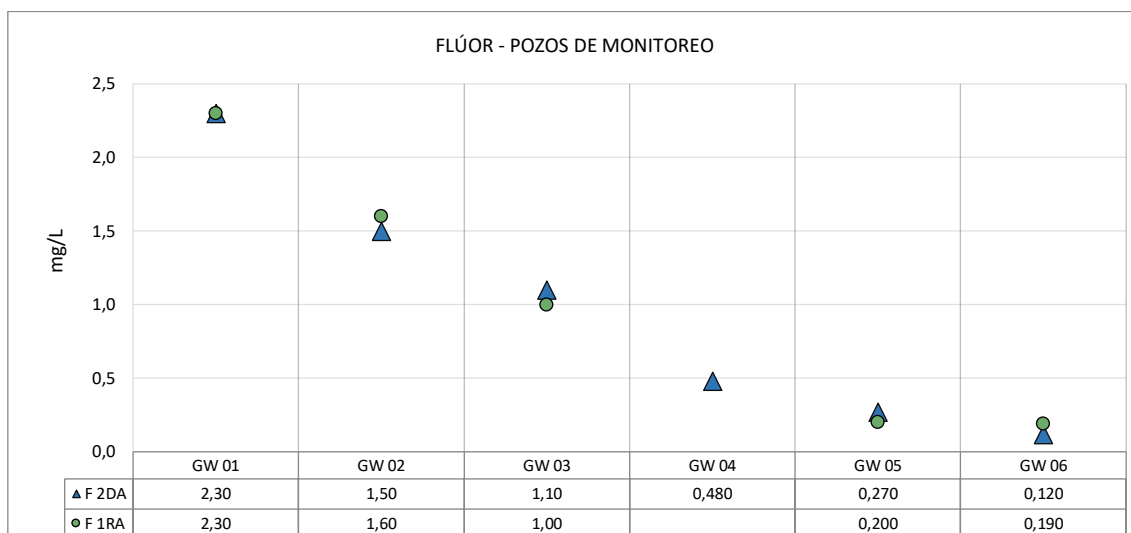 FLÚOR - POZOS DE MONITOREO
mg/L
2,5
2,0
1,5
1,0
0,5
0,0
GW 01 GW 02 GW 03 GW 04 GW 05 GW 06
F 2DA 2,30 1,50 1,10 0,480 0,270 0,120
F 1RA 2,30 1,60 1,00 0,200 0,190